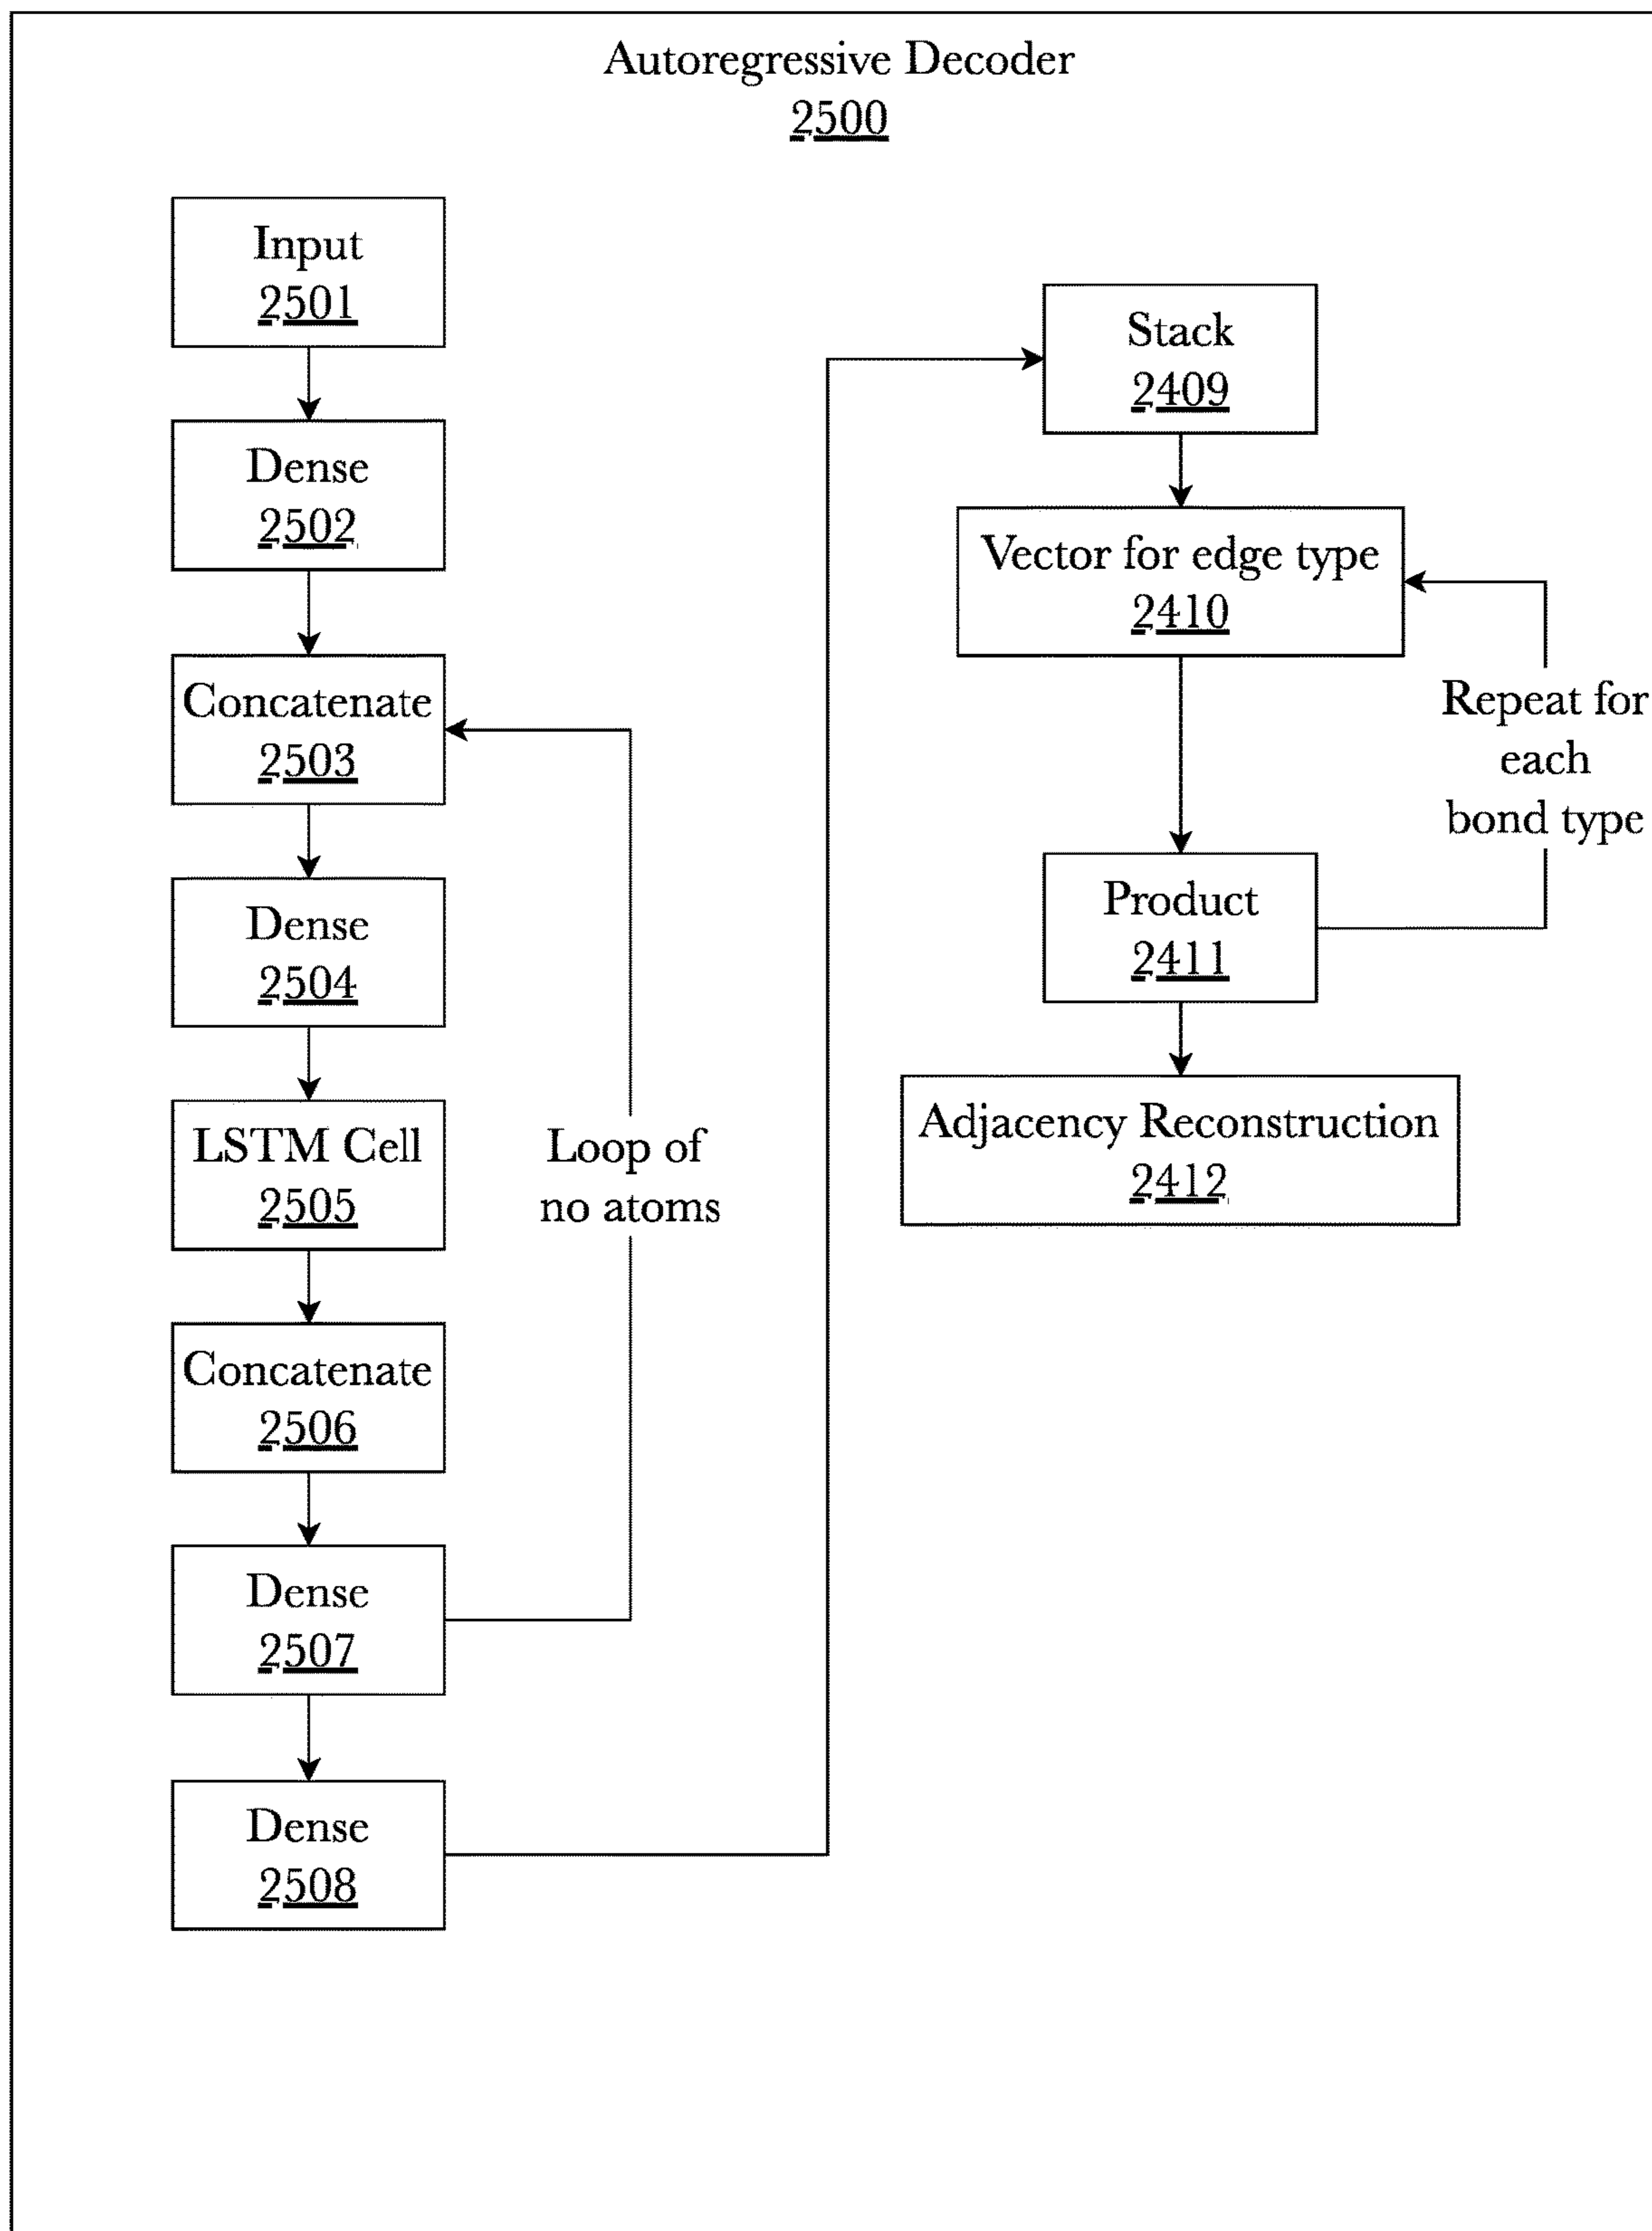 Autoregressive Decoder
2500
Input
2501
Dense
2502
Concatenate
2503
Dense
2504
LSTM Cell
2505
Concatenate
2506
Dense
2507
Dense
2508
Loop of
no atoms
Stack
2409
Vector for edge type
2410
Repeat for
each
bond type
Product
2411
Adjacency Reconstruction
2412